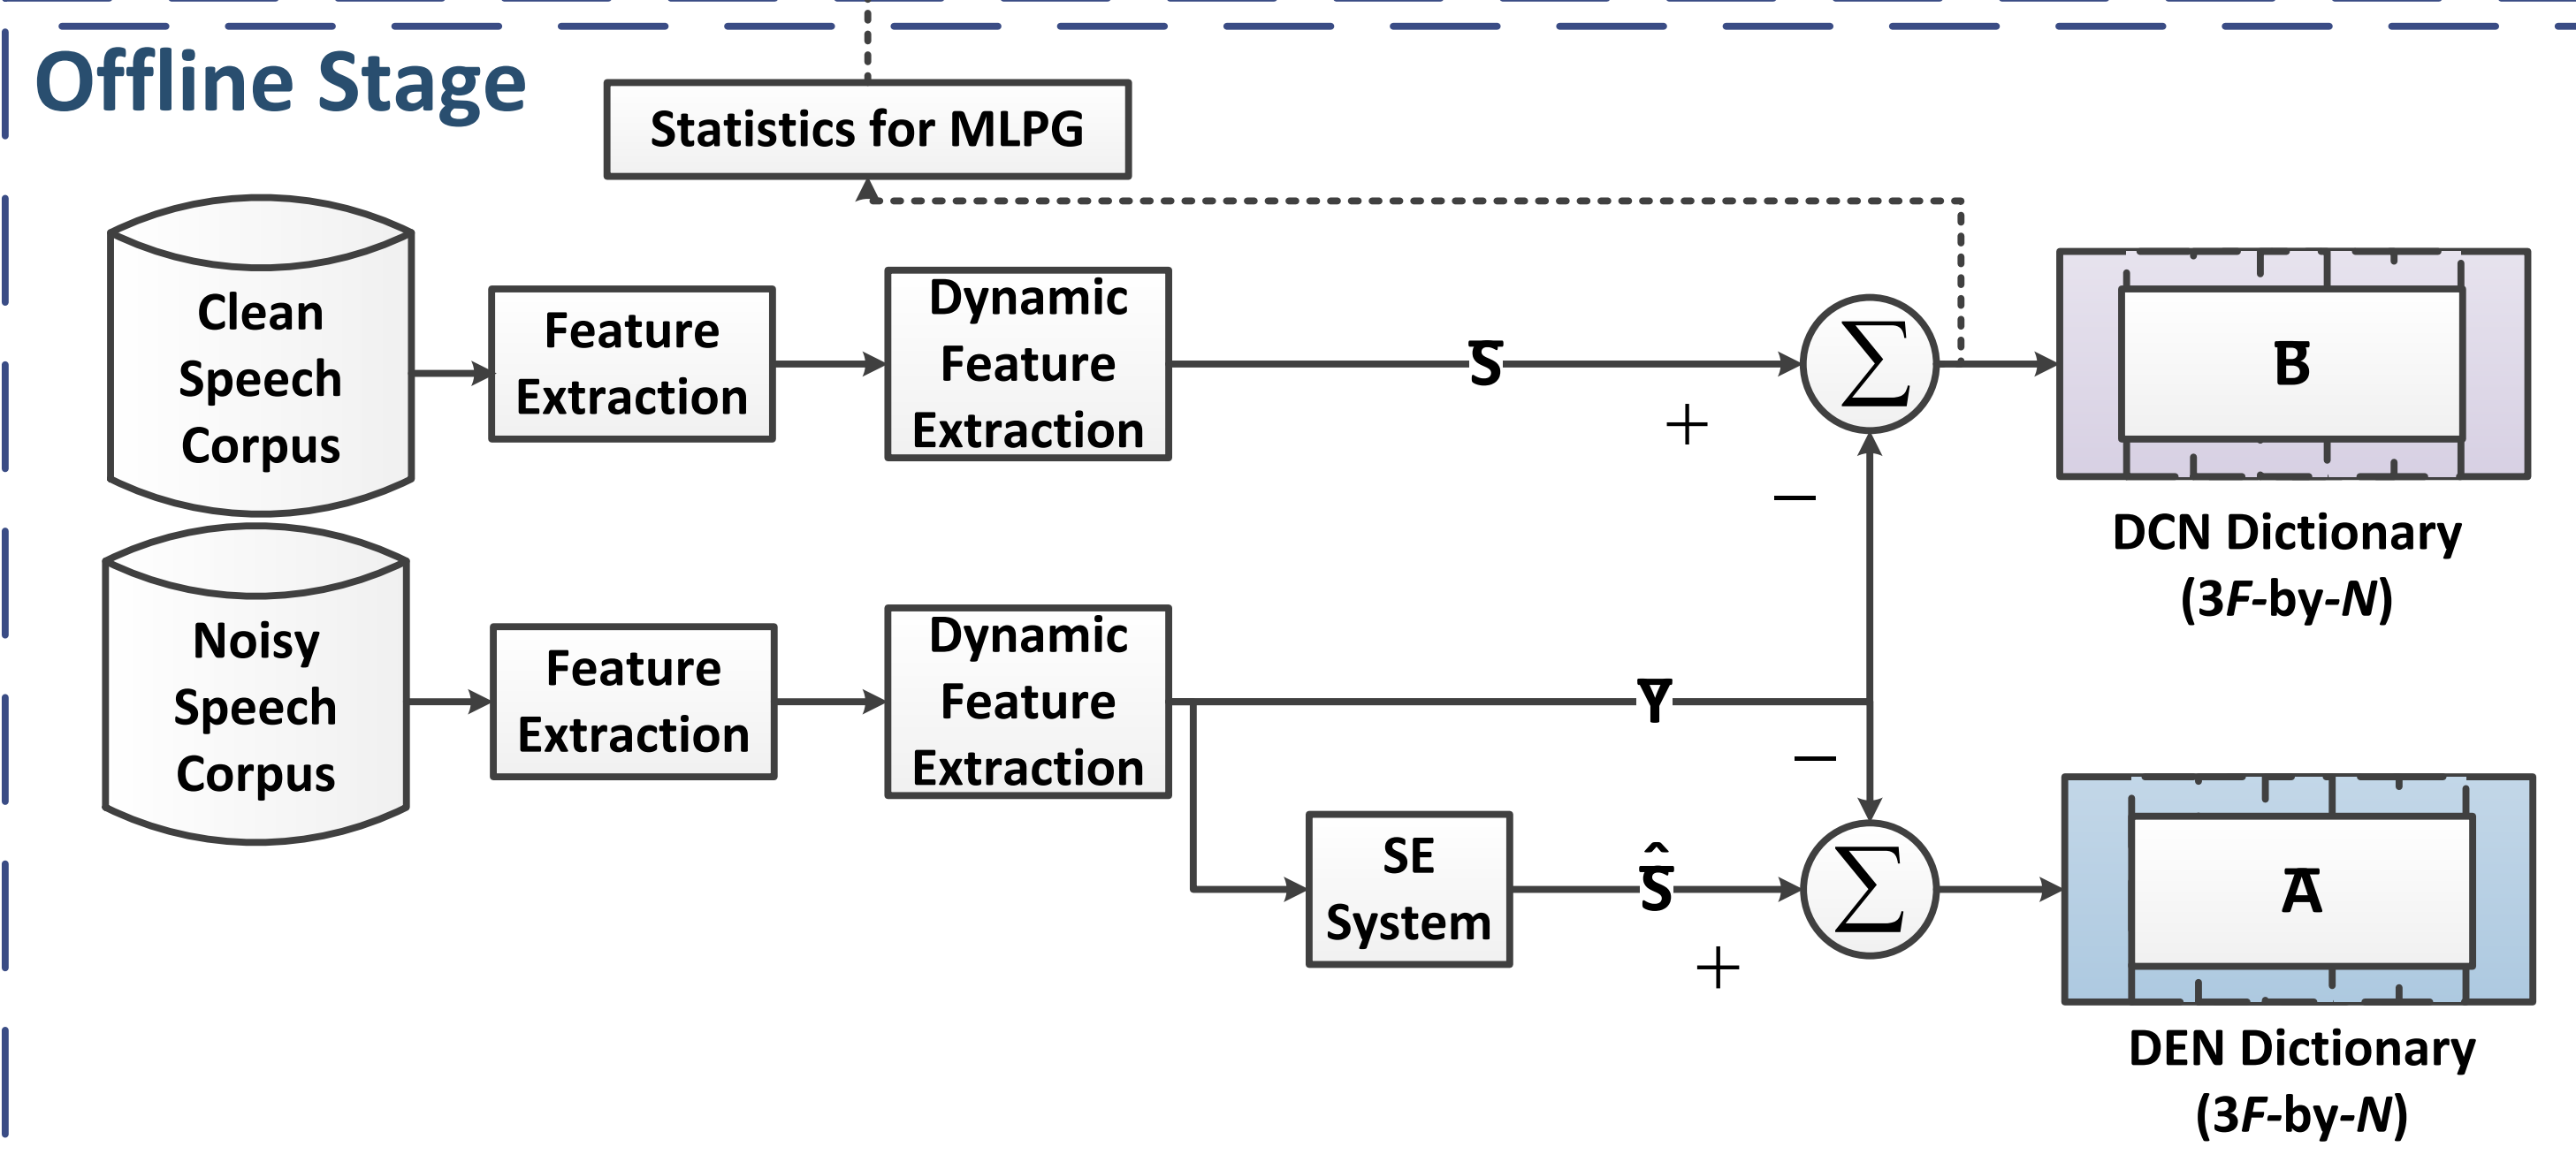 Offline Stage
Statistics for MLPG
Clean
Speech
Corpus
Feature
Extraction
Dynamic
Feature
Extraction
S
∑
+
−
B
DCN Dictionary
(3F-by-N)
Noisy
Speech
Corpus
Feature
Extraction
Dynamic
Feature
Extraction
Y
−
SE
System
Ŝ
+
∑
A
DEN Dictionary
(3F-by-N)